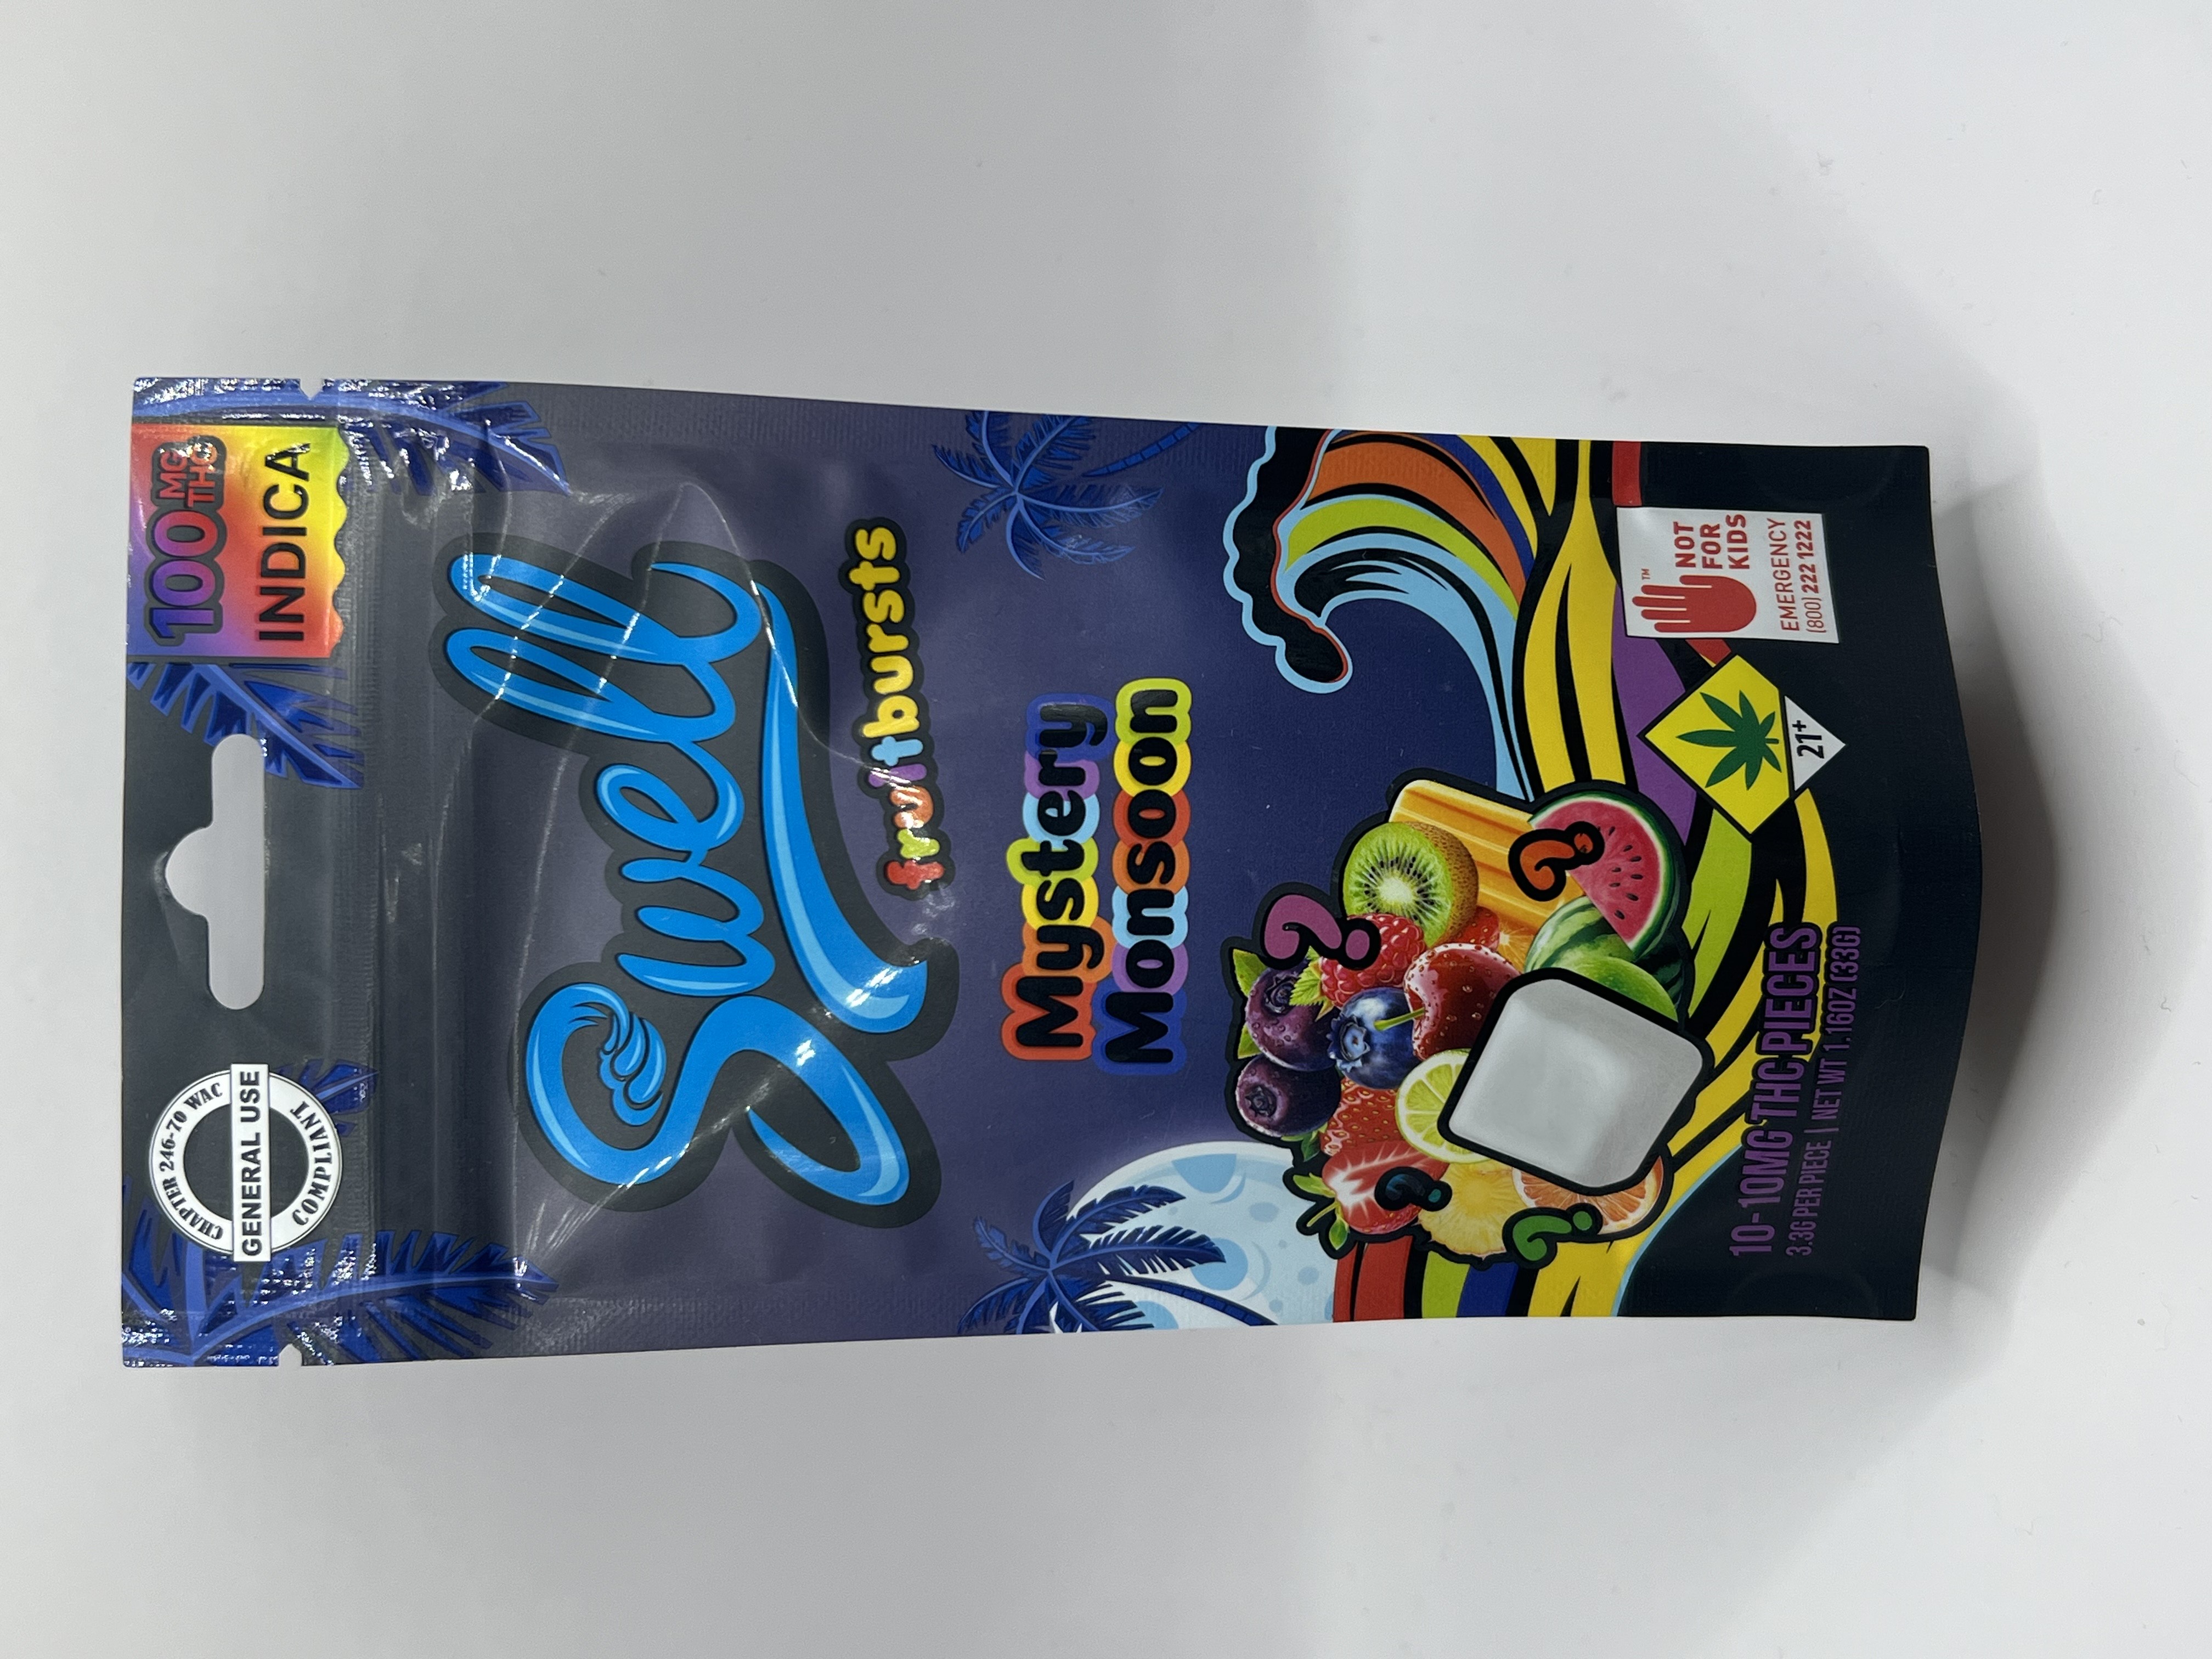 CHAPTER 246-70 WAC
GENERAL USE
COMPLIANT
100 MG
THC
INDICA
Swell
fruitbursts
Mystery
Monsoon
?
?
?
?
10-10MG THC PIECES
3.3G PER PIECE | NET WT 1.16OZ (33G)
21+
TM
NOT
FOR
KIDS
EMERGENCY
(800) 222 1222